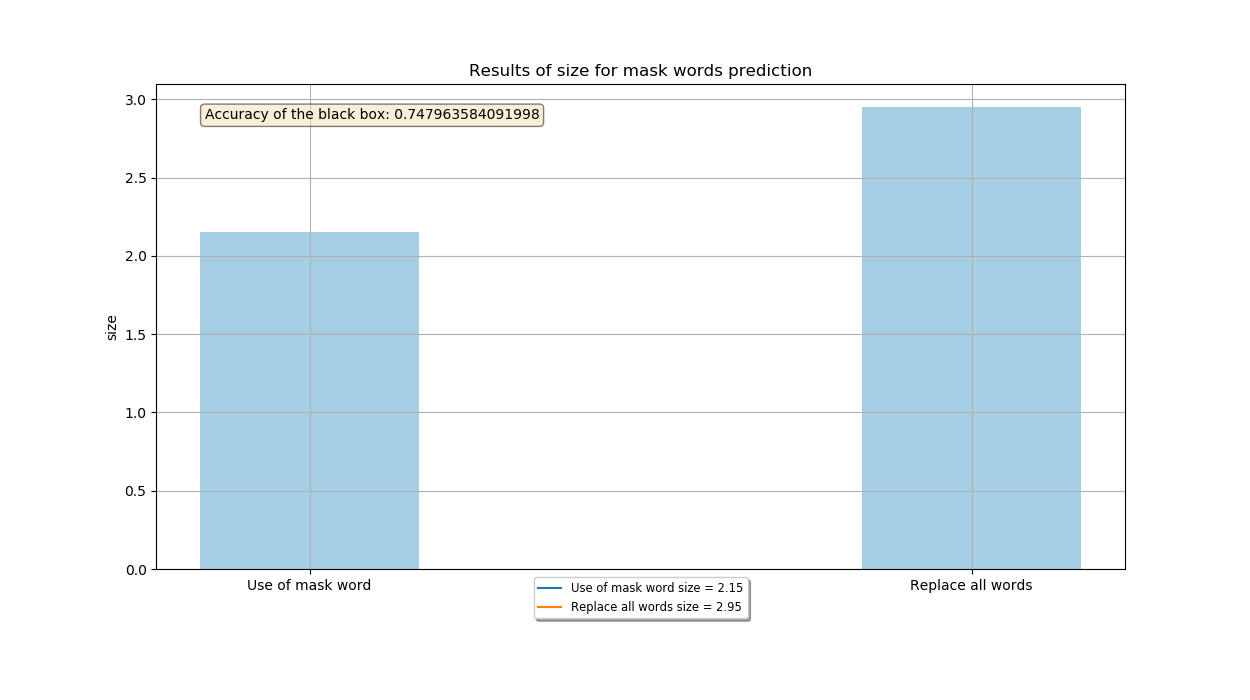 Results of size for mask words prediction
Accuracy of the black box: 0.747963584091998
size
3.0
2.5
2.0
1.5
1.0
0.5
0.0
Use of mask word
Replace all words
Use of mask word size = 2.15
Replace all words size = 2.95